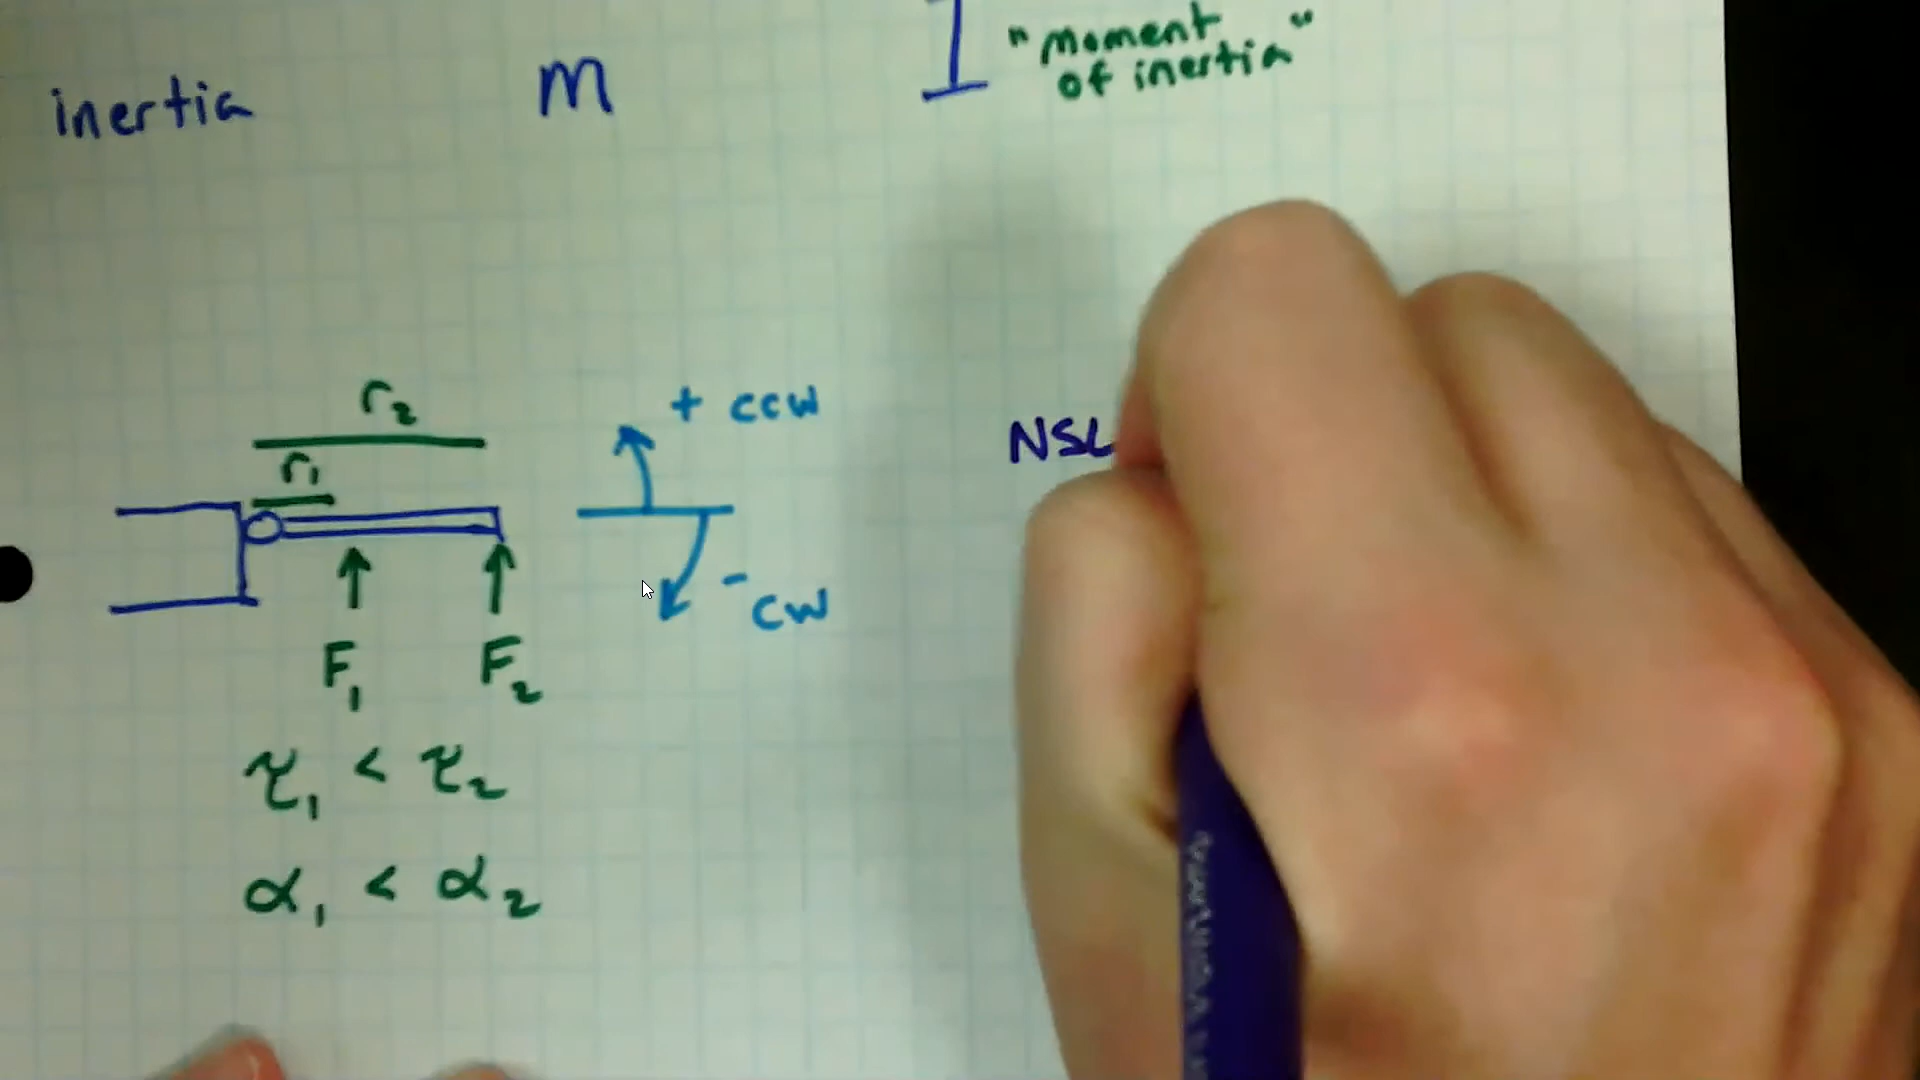 inertia m I "moment
of inertia"
r₂
+ ccw
r₁
NSL
- cw
F₁ F₂
τ₁ < τ₂
α₁ < α₂